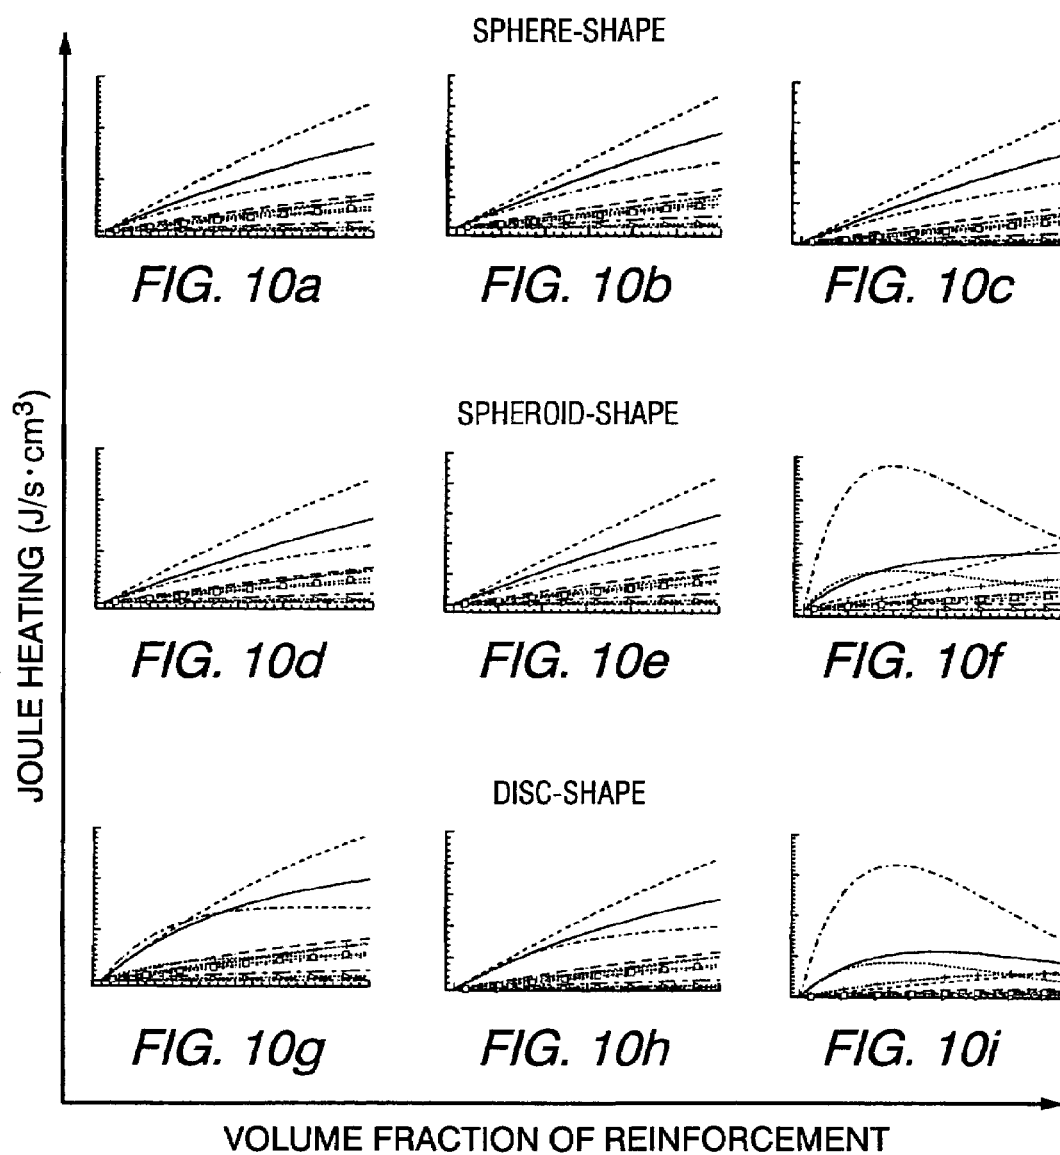 SPHERE-SHAPE
FIG. 10a
FIG. 10b
FIG. 10c
SPHEROID-SHAPE
FIG. 10d
FIG. 10e
FIG. 10f
DISC-SHAPE
FIG. 10g
FIG. 10h
FIG. 10i
JOULE HEATING (J/s·cm³)
VOLUME FRACTION OF REINFORCEMENT